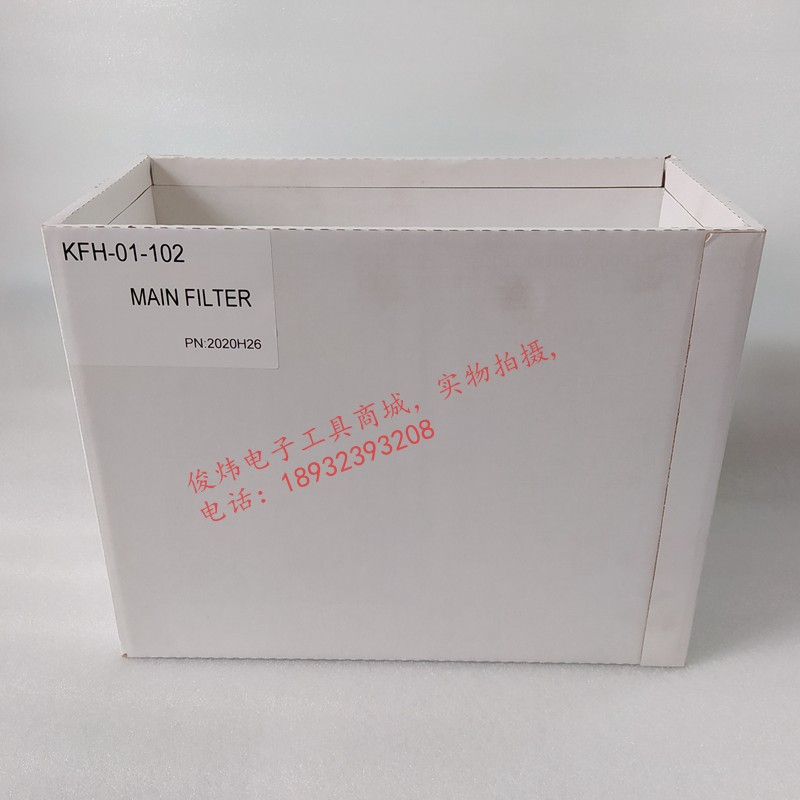 KFH-01-102
MAIN FILTER
PN:2020H26
俊炜电子工具商城，实物拍摄，
电话：18932393208